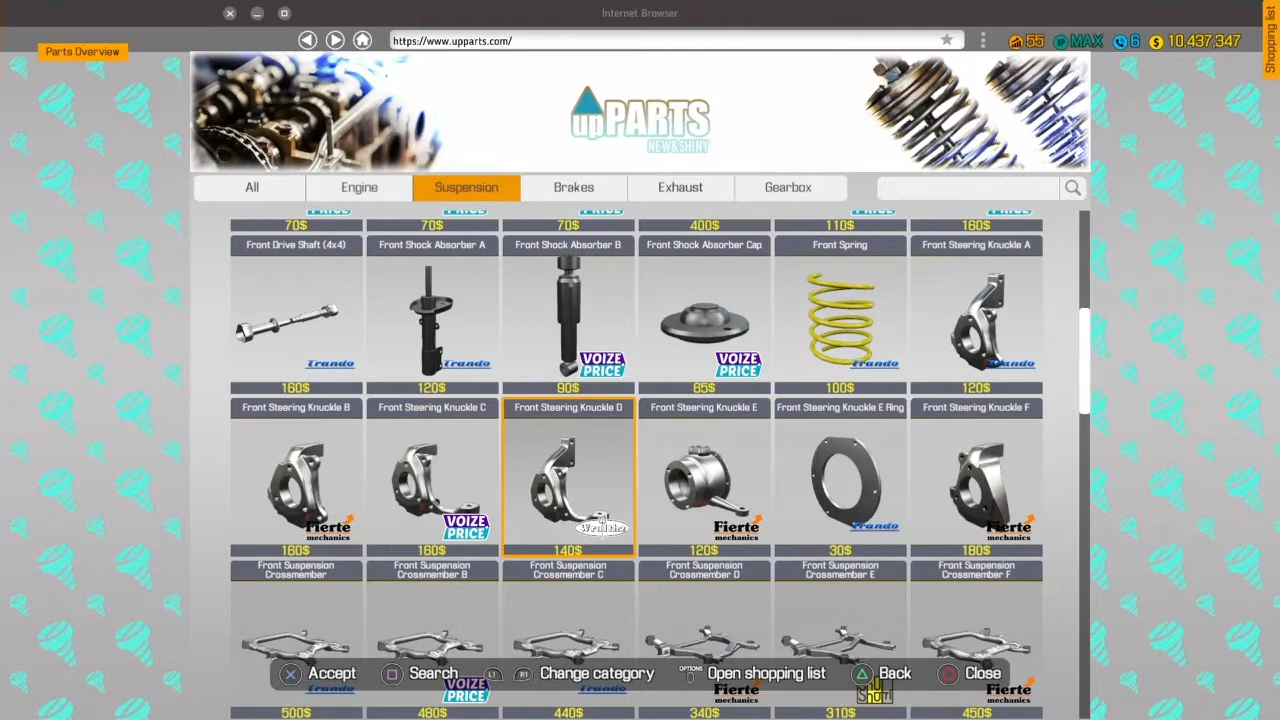 Internet Browser
https://www.upparts.com/
55 MAX 6 10,437,347
Shopping list
Parts Overview
upPARTS
NEW&SHINY
All Engine Suspension Brakes Exhaust Gearbox
70$ 70$ 70$ 400$ 110$ 160$
Front Drive Shaft (4x4) Front Shock Absorber A Front Shock Absorber B Front Shock Absorber Cap Front Spring Front Steering Knuckle A
Trando Trando VOIZE PRICE VOIZE PRICE Trando Trando
160$ 120$ 90$ 65$ 100$ 120$
Front Steering Knuckle B Front Steering Knuckle C Front Steering Knuckle D Front Steering Knuckle E Front Steering Knuckle E Ring Front Steering Knuckle F
Fierte mechanics VOIZE PRICE Fierte mechanics Trando Fierte mechanics
160$ 160$ 140$ 120$ 30$ 180$
Front Suspension Crossmember Front Suspension Crossmember B Front Suspension Crossmember C Front Suspension Crossmember D Front Suspension Crossmember E Front Suspension Crossmember F
Accept Search L1 R1 Change category OPTIONS Open shopping list Back Close
Trando VOIZE PRICE Trando Fierte mechanics Fierte mechanics
500$ 480$ 440$ 340$ 310$ 450$